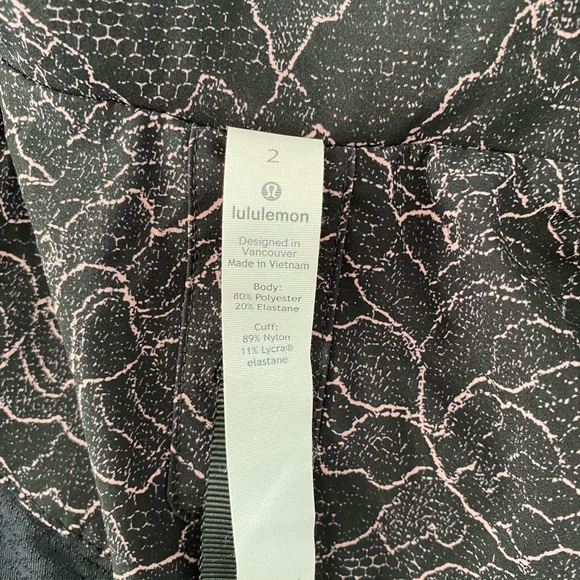 2
lululemon
Designed in
Vancouver
Made in Vietnam
Body:
80% Polyester
20% Elastane
Cuff:
89% Nylon
11% Lycra®
elastane